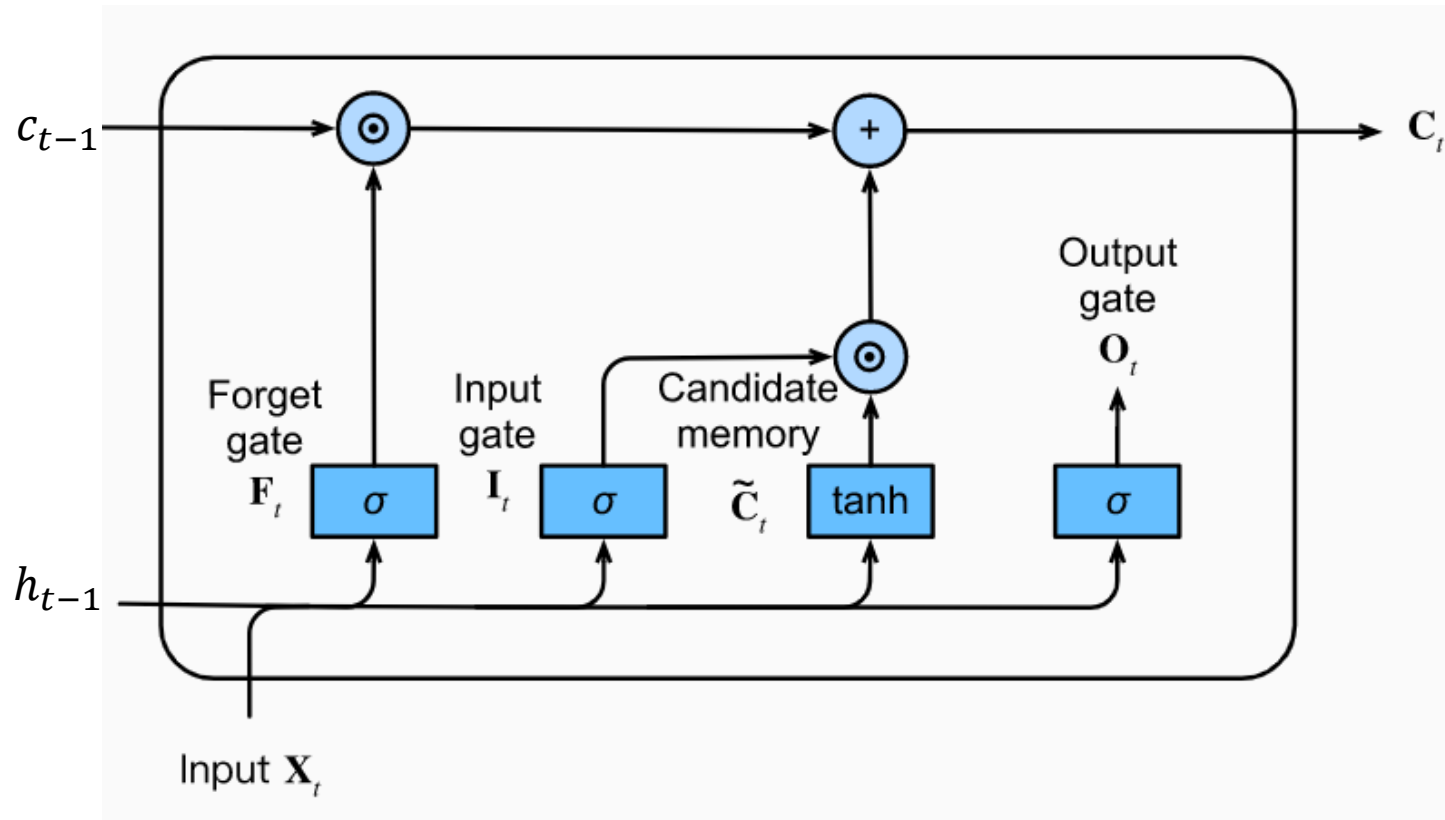 c_{t−1}
⊙
+
C_t
Output
gate
O_t
⊙
Forget
gate
F_t
Input
gate
I_t
Candidate
memory
C̃_t
σ
σ
tanh
σ
h_{t−1}
Input X_t